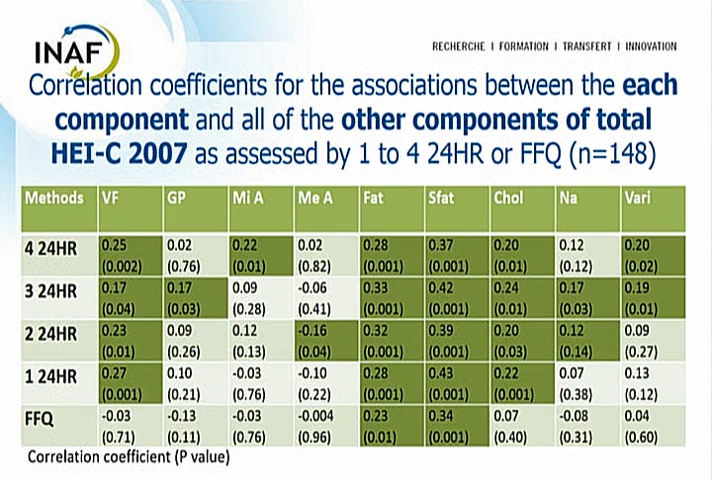 INAF
RECHERCHE I FORMATION I TRANSFERT I INNOVATION
Correlation coefficients for the associations between the each
component and all of the other components of total
HEI-C 2007 as assessed by 1 to 4 24HR or FFQ (n=148)
Methods VF GP Mi A Me A Fat Sfat Chol Na Vari
4 24HR 0.25 0.02 0.22 0.02 0.28 0.37 0.20 0.12 0.20
(0.002) (0.76) (0.01) (0.82) (0.001) (0.001) (0.01) (0.12) (0.02)
3 24HR 0.17 0.17 0.09 -0.06 0.33 0.42 0.24 0.17 0.19
(0.04) (0.03) (0.28) (0.41) (0.001) (0.001) (0.01) (0.03) (0.01)
2 24HR 0.23 0.09 0.12 -0.16 0.32 0.39 0.20 0.12 0.09
(0.01) (0.26) (0.13) (0.04) (0.001) (0.001) (0.03) (0.14) (0.27)
1 24HR 0.27 0.10 -0.03 -0.10 0.28 0.43 0.22 0.07 0.13
(0.001) (0.21) (0.76) (0.22) (0.001) (0.001) (0.001) (0.38) (0.12)
FFQ -0.03 -0.13 -0.03 -0.004 0.23 0.34 0.07 -0.08 0.04
(0.71) (0.11) (0.76) (0.96) (0.01) (0.001) (0.40) (0.31) (0.60)
Correlation coefficient (P value)